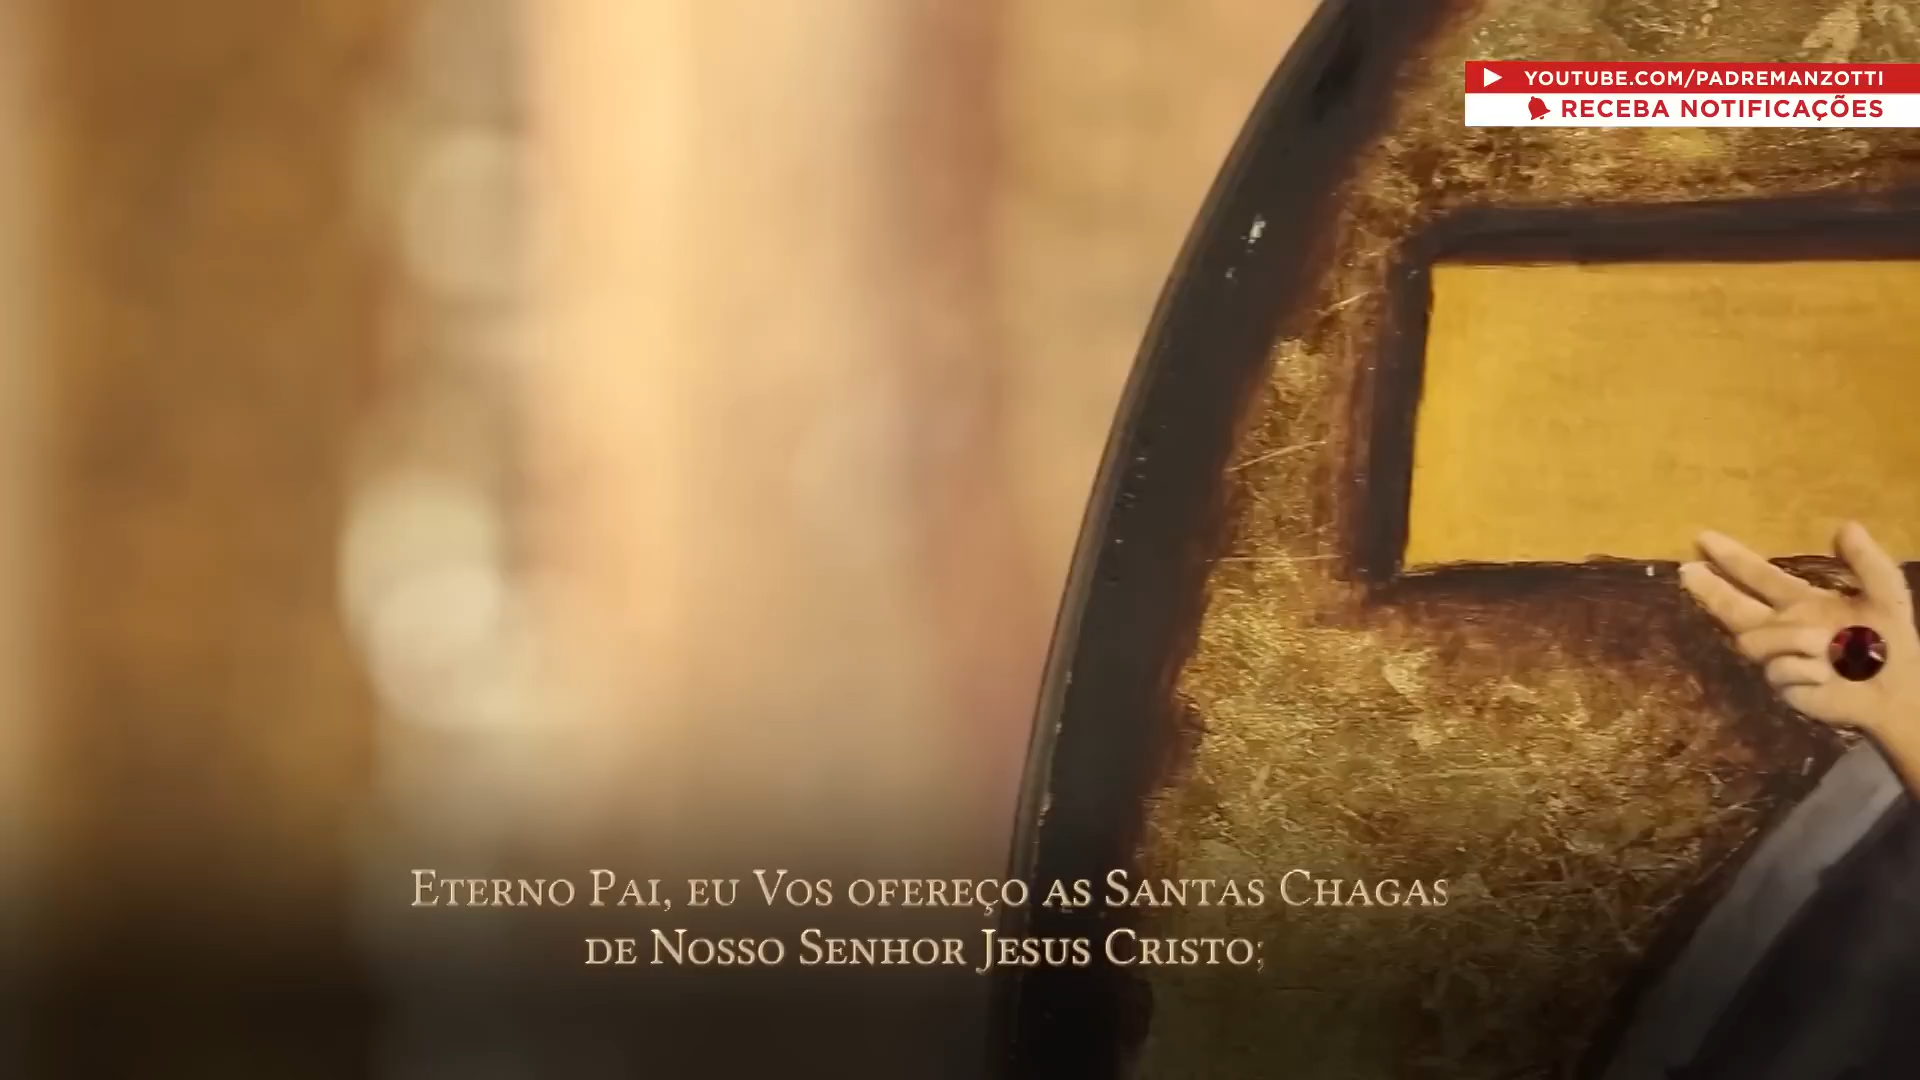 YOUTUBE.COM/PADREMANZOTTI
RECEBA NOTIFICAÇÕES
ETERNO PAI, EU VOS OFEREÇO AS SANTAS CHAGAS
DE NOSSO SENHOR JESUS CRISTO;